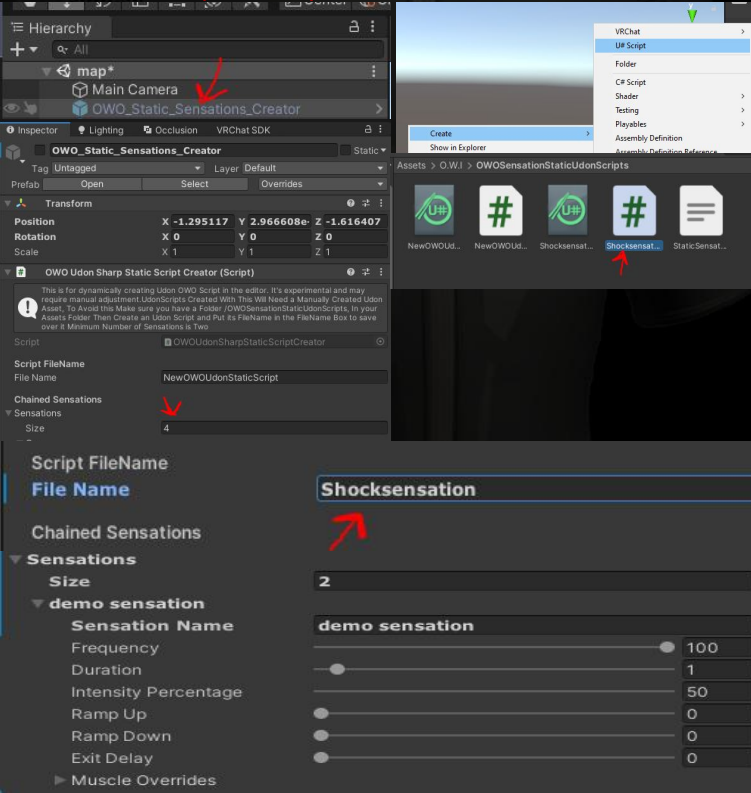 Center
Hierarchy
All
map*
Main Camera
OWO_Static_Sensations_Creator
Inspector
Lighting
Occlusion
VRChat SDK
OWO_Static_Sensations_Creator
Static
Tag Untagged
Layer Default
Prefab
Open
Select
Overrides
Transform
Position X -1.295117 Y 2.966608e- Z -1.616407
Rotation X 0 Y 0 Z 0
Scale X 1 Y 1 Z 1
# OWO Udon Sharp Static Script Creator (Script)
This is for dynamically creating Udon OWO Script in the editor. It's experimental and may
require manual adjustment.UdonScripts Created With This Will Need a Manually Created Udon
Asset, To Avoid this Make sure you have a Folder /OWOSensationStaticUdonScripts, In your
Assets Folder Then Create an Udon Script and Put its FileName in the FileName Box to save
over it Minimum Number of Sensations is Two
Script
OWOUdonSharpStaticScriptCreator
Script FileName
File Name
NewOWOUdonStaticScript
Chained Sensations
Sensations
Size
4
VRChat
U# Script
Folder
C# Script
Shader
Testing
Playables
Assembly Definition
Assembly Definition Reference
Create
Show in Explorer
Assets > O.W.I > OWOSensationStaticUdonScripts
U#
#
U#
#
NewOWOUd...
NewOWOUd...
Shocksensat...
Shocksensat...
StaticSensat...
Script FileName
File Name
Shocksensation
Chained Sensations
Sensations
Size
2
demo sensation
Sensation Name
demo sensation
Frequency
100
Duration
1
Intensity Percentage
50
Ramp Up
0
Ramp Down
0
Exit Delay
0
Muscle Overrides